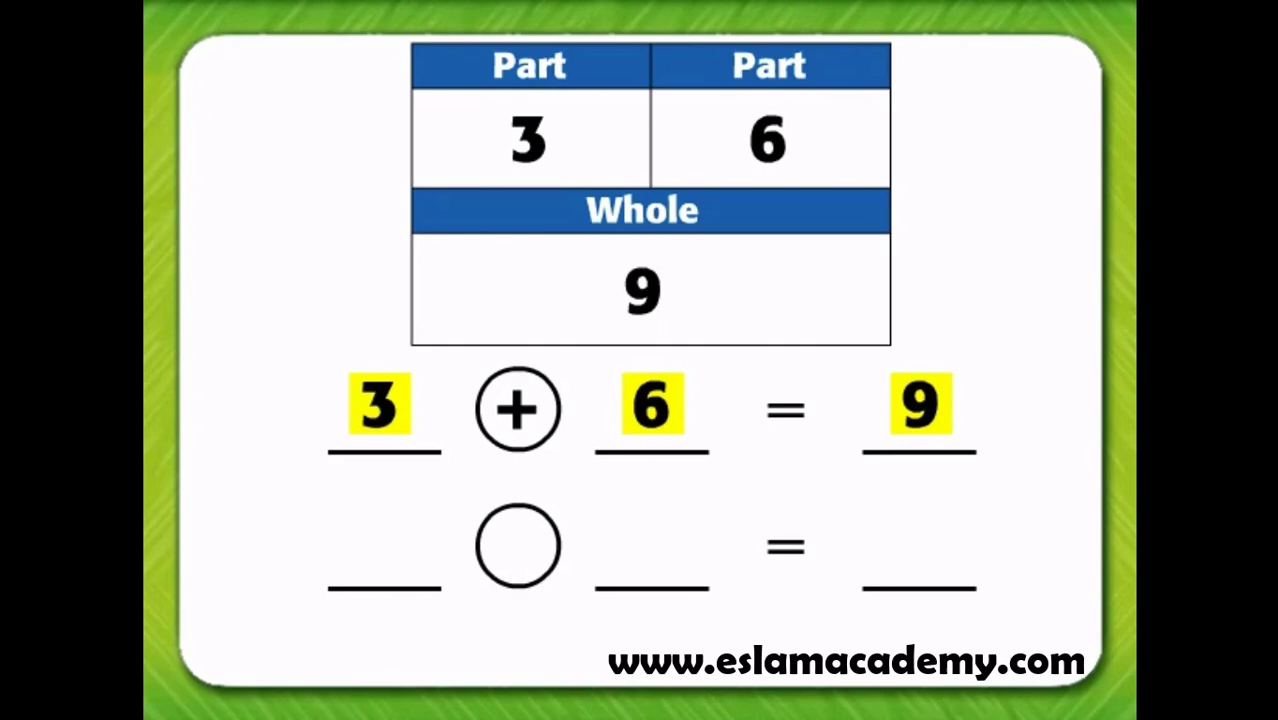 Part Part
3 6
Whole
9
3 + 6 = 9
=
www.eslamacademy.com